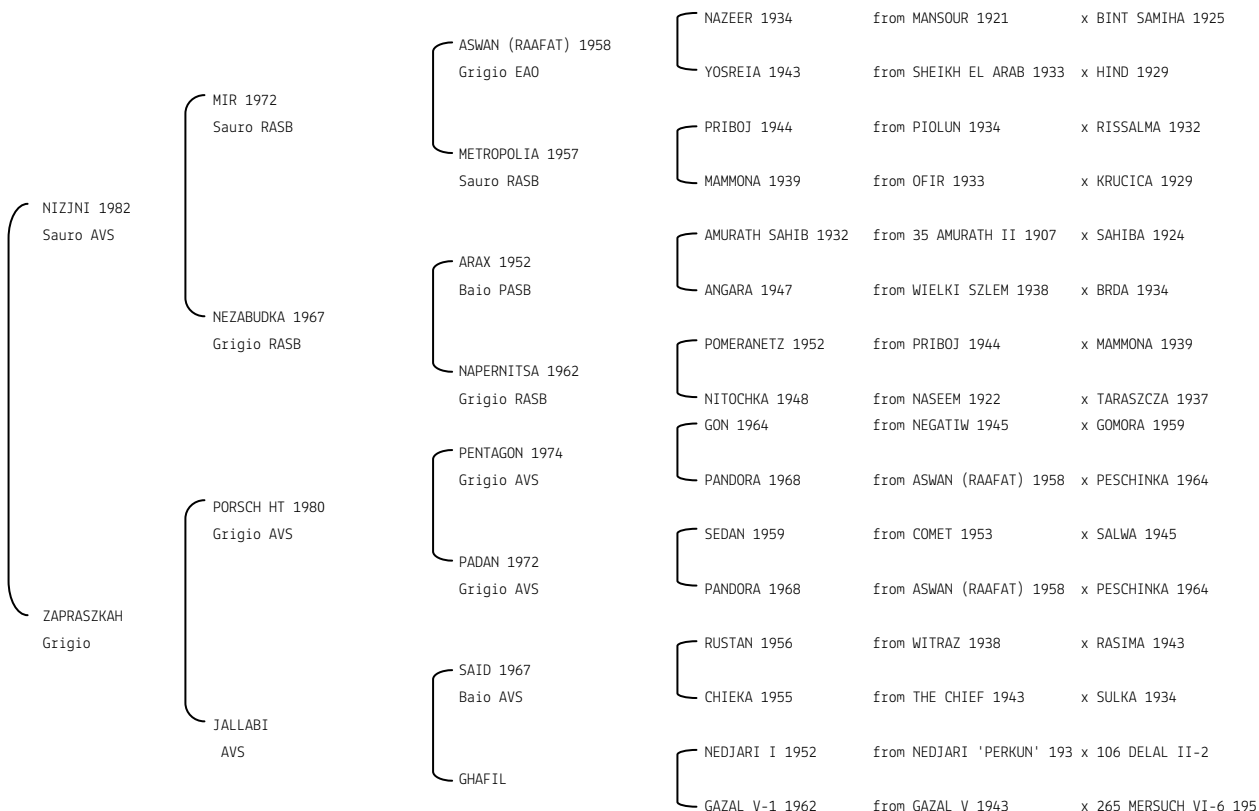 NAZEER 1934 from MANSOUR 1921 x BINT SAMIHA 1925
ASWAN (RAAFAT) 1958
Grigio EAO
YOSREIA 1943 from SHEIKH EL ARAB 1933 x HIND 1929
MIR 1972
Sauro RASB
PRIBOJ 1944 from PIOLUN 1934 x RISSALMA 1932
METROPOLIA 1957
Sauro RASB
MAMMONA 1939 from OFIR 1933 x KRUCICA 1929
NIZJNI 1982
Sauro AVS
AMURATH SAHIB 1932 from 35 AMURATH II 1907 x SAHIBA 1924
ARAX 1952
Baio PASB
ANGARA 1947 from WIELKI SZLEM 1938 x BRDA 1934
NEZABUDKA 1967
Grigio RASB
POMERANETZ 1952 from PRIBOJ 1944 x MAMMONA 1939
NAPERNITSA 1962
Grigio RASB
NITOCHKA 1948 from NASEEM 1922 x TARASZCZA 1937
GON 1964 from NEGATIW 1945 x GOMORA 1959
PENTAGON 1974
Grigio AVS
PANDORA 1968 from ASWAN (RAAFAT) 1958 x PESCHINKA 1964
PORSCH HT 1980
Grigio AVS
SEDAN 1959 from COMET 1953 x SALWA 1945
PADAN 1972
Grigio AVS
PANDORA 1968 from ASWAN (RAAFAT) 1958 x PESCHINKA 1964
ZAPRASZKAH
Grigio
RUSTAN 1956 from WITRAZ 1938 x RASIMA 1943
SAID 1967
Baio AVS
CHIEKA 1955 from THE CHIEF 1943 x SULKA 1934
JALLABI
AVS
NEDJARI I 1952 from NEDJARI 'PERKUN' 193 x 106 DELAL II-2
GHAFIL
GAZAL V-1 1962 from GAZAL V 1943 x 265 MERSUCH VI-6 195